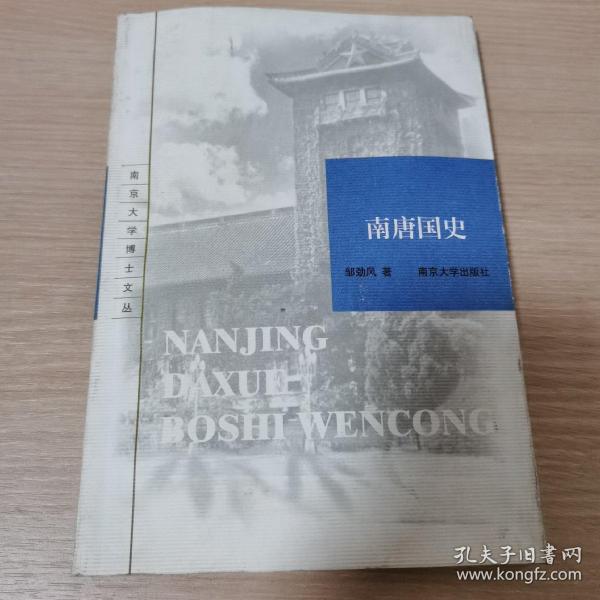 南京大学博士文丛
南唐国史
邹劲风 著 南京大学出版社
NANJING
DAXUE
BOSHI WENCONG
孔夫子旧书网
www.kongfz.com